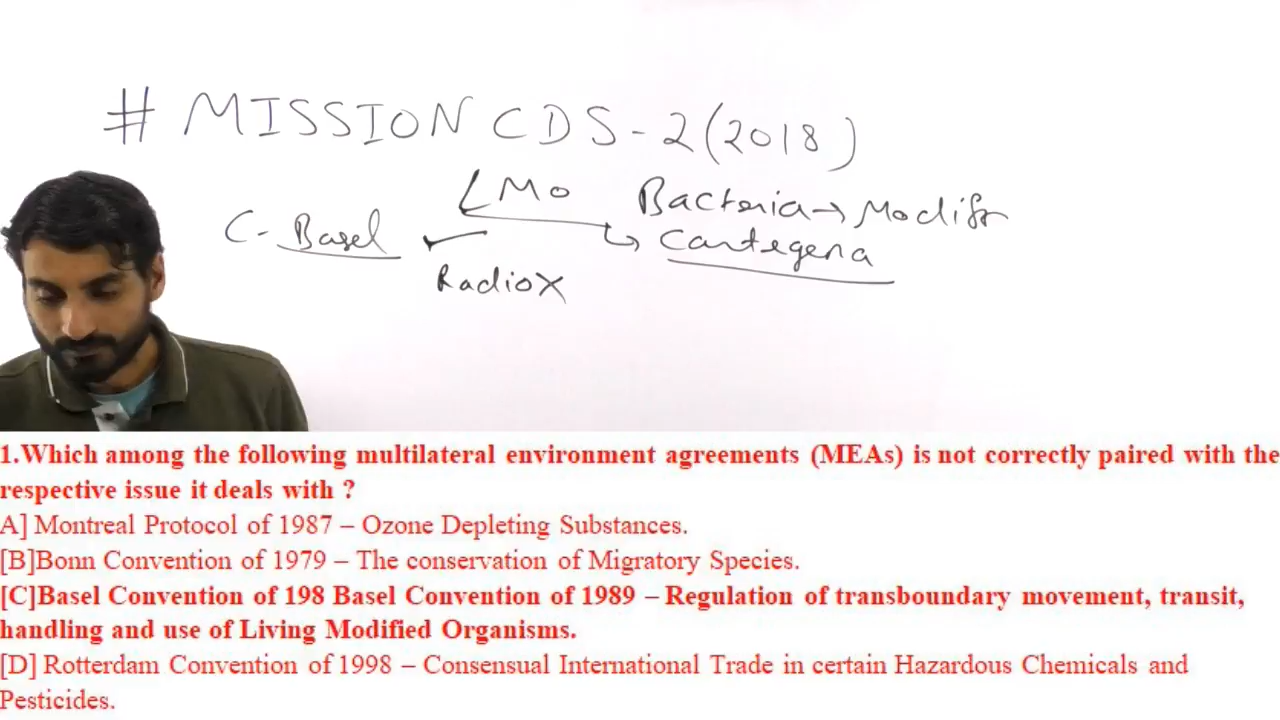 # MISSION CDS-2(2018)
LMO Bacteria→Modifi
C- Basel Cartegena
Radio X
1.Which among the following multilateral environment agreements (MEAs) is not correctly paired with the
respective issue it deals with ?
A] Montreal Protocol of 1987 – Ozone Depleting Substances.
[B]Bonn Convention of 1979 – The conservation of Migratory Species.
[C]Basel Convention of 198 Basel Convention of 1989 – Regulation of transboundary movement, transit,
handling and use of Living Modified Organisms.
[D] Rotterdam Convention of 1998 – Consensual International Trade in certain Hazardous Chemicals and
Pesticides.